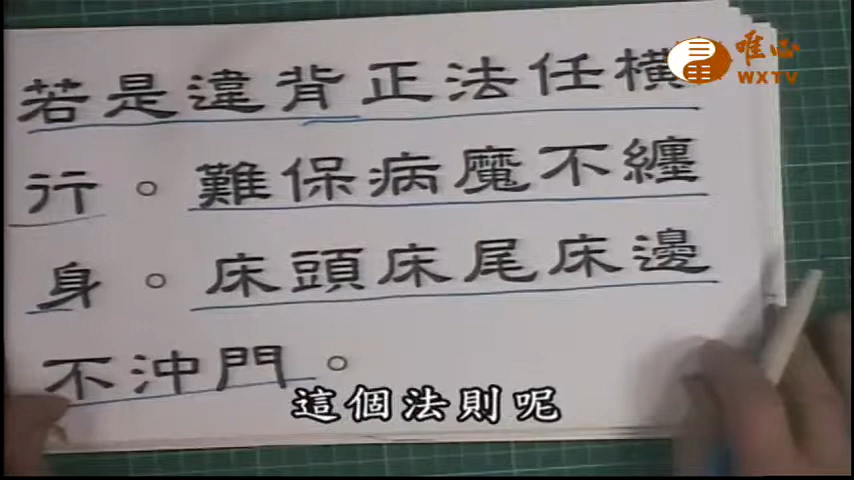 唯心
WXTV
若是違背正法任橫
行。難保病魔不纏
身。床頭床尾床邊
不沖門。
這個法則呢